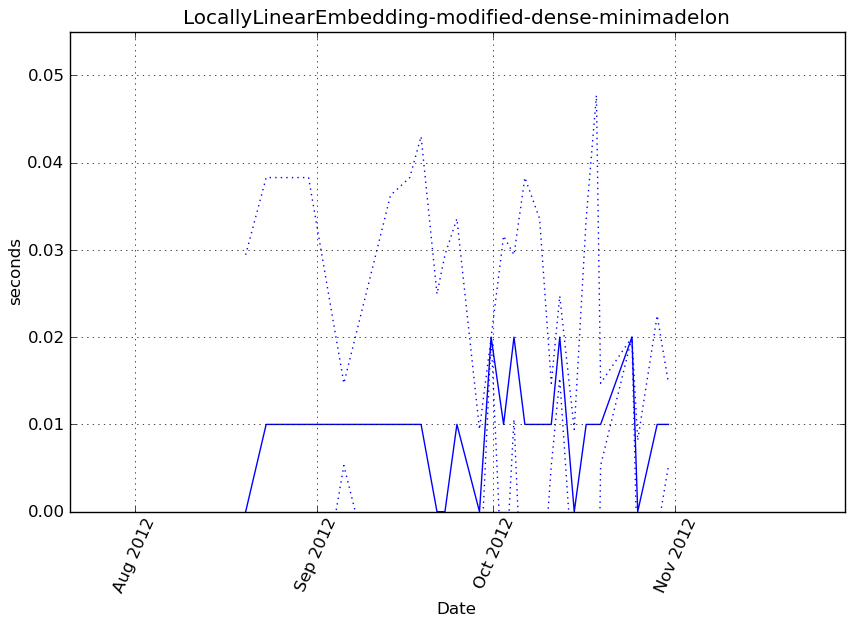 LocallyLinearEmbedding-modified-dense-minimadelon
0.05
0.04
0.03
0.02
0.01
0.00
seconds
Aug 2012
Sep 2012
Oct 2012
Nov 2012
Date